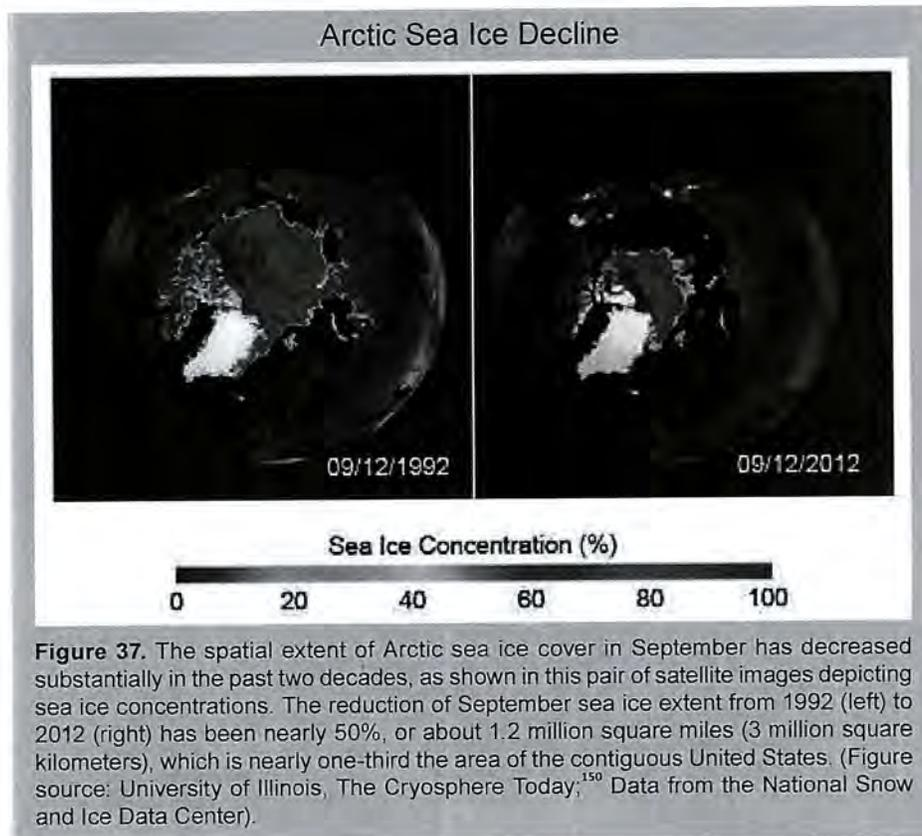 Arctic Sea Ice Decline
09/12/1992
09/12/2012
Sea Ice Concentration (%)
0 20 40 60 80 100
Figure 37. The spatial extent of Arctic sea ice cover in September has decreased
substantially in the past two decades, as shown in this pair of satellite images depicting
sea ice concentrations. The reduction of September sea ice extent from 1992 (left) to
2012 (right) has been nearly 50%, or about 1.2 million square miles (3 million square
kilometers), which is nearly one-third the area of the contiguous United States. (Figure
source: University of Illinois, The Cryosphere Today;150 Data from the National Snow
and Ice Data Center).